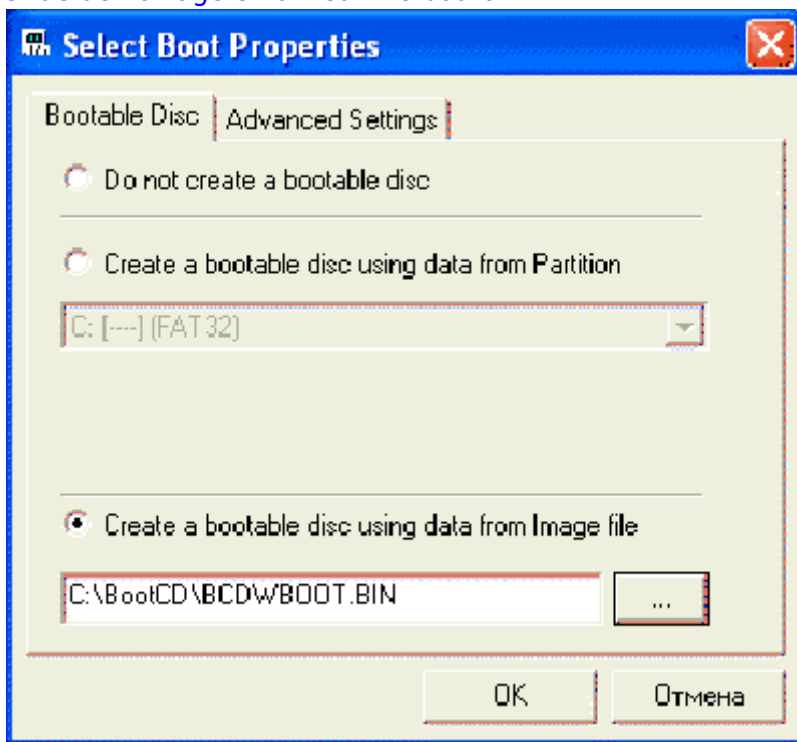 Select Boot Properties
Bootable Disc
Advanced Settings
Do not create a bootable disc
Create a bootable disc using data from Partition
C: [----] (FAT32)
Create a bootable disc using data from Image file
C:\BootCD\BCDWBOOT.BIN
...
OK
Отмена